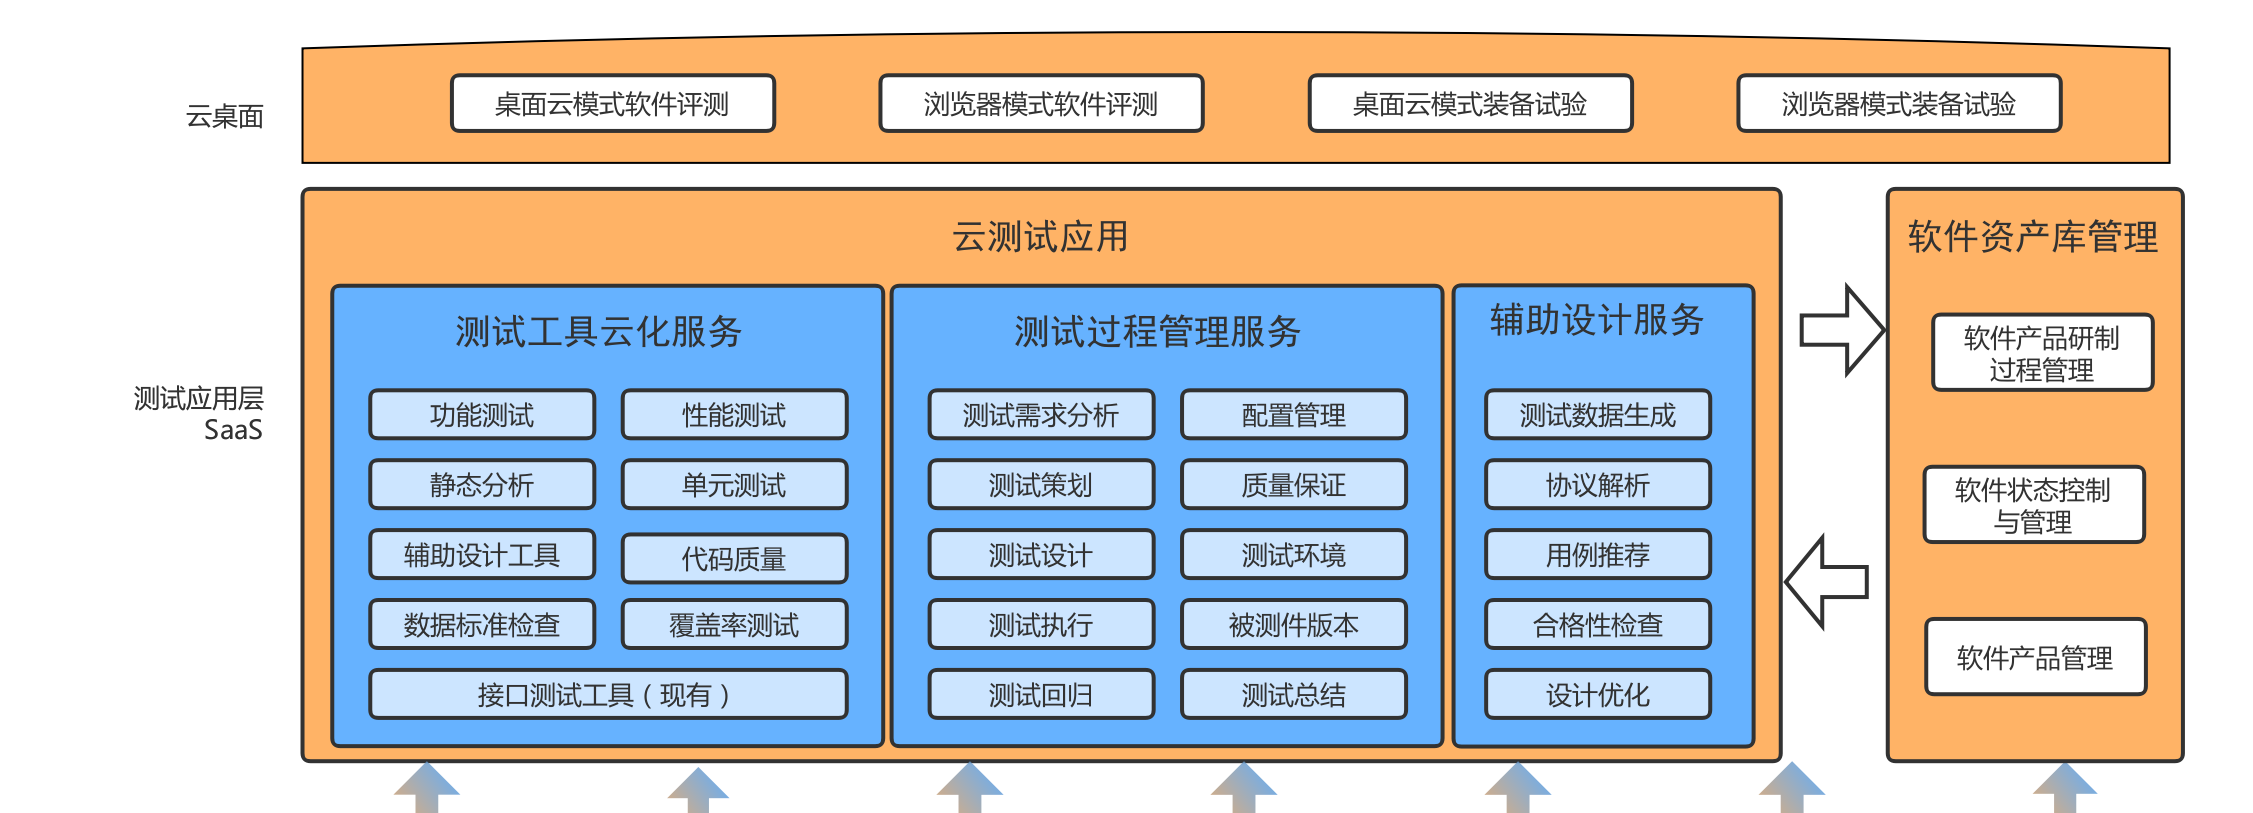 云桌面
桌面云模式软件评测
浏览器模式软件评测
桌面云模式装备试验
浏览器模式装备试验
测试应用层
SaaS
云测试应用
测试工具云化服务
功能测试
性能测试
静态分析
单元测试
辅助设计工具
代码质量
数据标准检查
覆盖率测试
接口测试工具（现有）
测试过程管理服务
测试需求分析
配置管理
测试策划
质量保证
测试设计
测试环境
测试执行
被测件版本
测试回归
测试总结
辅助设计服务
测试数据生成
协议解析
用例推荐
合格性检查
设计优化
软件资产库管理
软件产品研制
过程管理
软件状态控制
与管理
软件产品管理